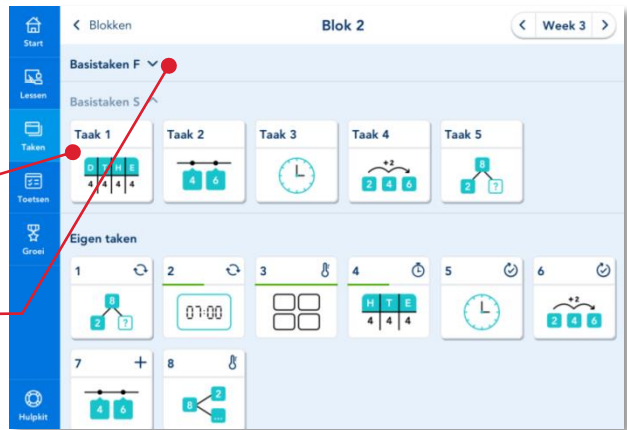 Start
Lessen
Taken
Toetsen
Groei
Hulpkit
Blokken
Blok 2
Week 3
Basistaken F
Basistaken S
Taak 1
D T H E
4 4 4 4
Taak 2
4 6
Taak 3
Taak 4
+2
2 4 6
Taak 5
8
2 ?
Eigen taken
1
8
2 ?
2
07:00
3
4
H T E
4 4 4
5
6
+2
2 4 6
7
4 6
8
2
8
...